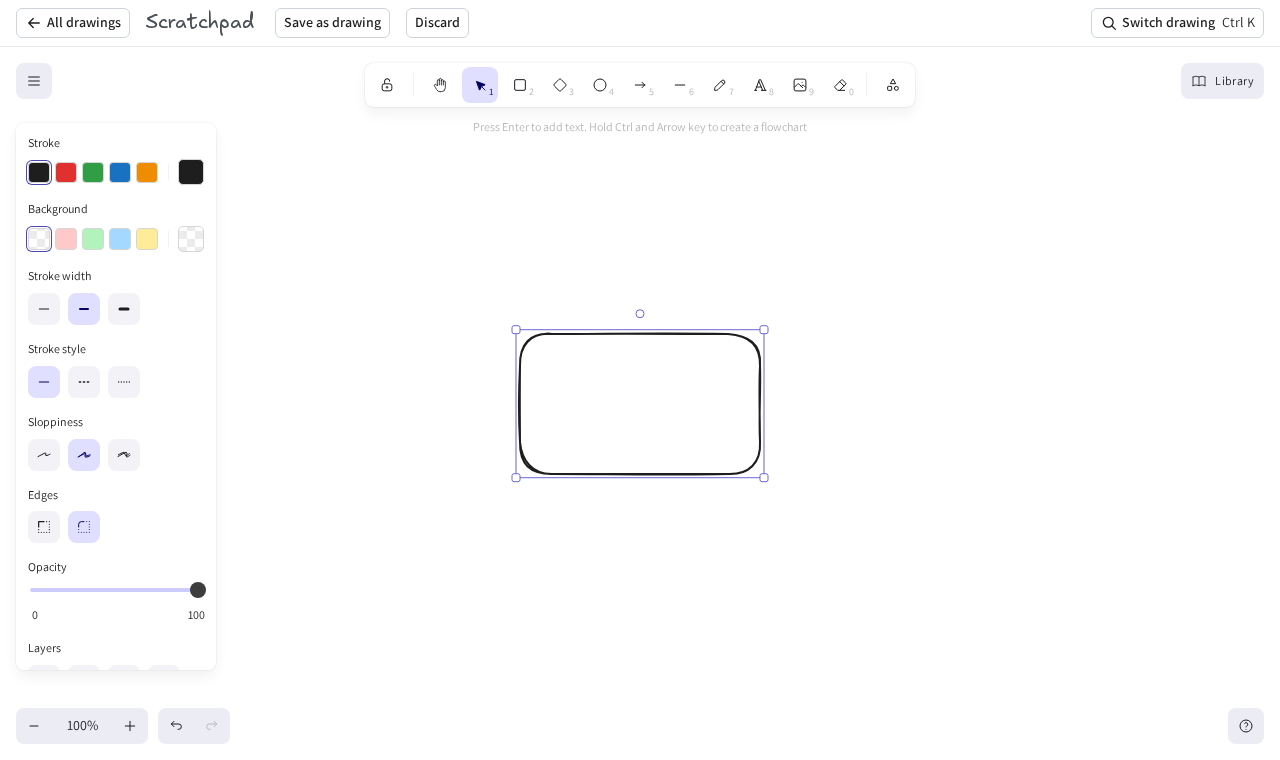 All drawings
Scratchpad
Save as drawing
Discard
Switch drawing Ctrl K
1
2
3
4
5
6
7
8
9
0
Library
Press Enter to add text. Hold Ctrl and Arrow key to create a flowchart
Stroke
Background
Stroke width
Stroke style
Sloppiness
Edges
Opacity
0 100
Layers
100%